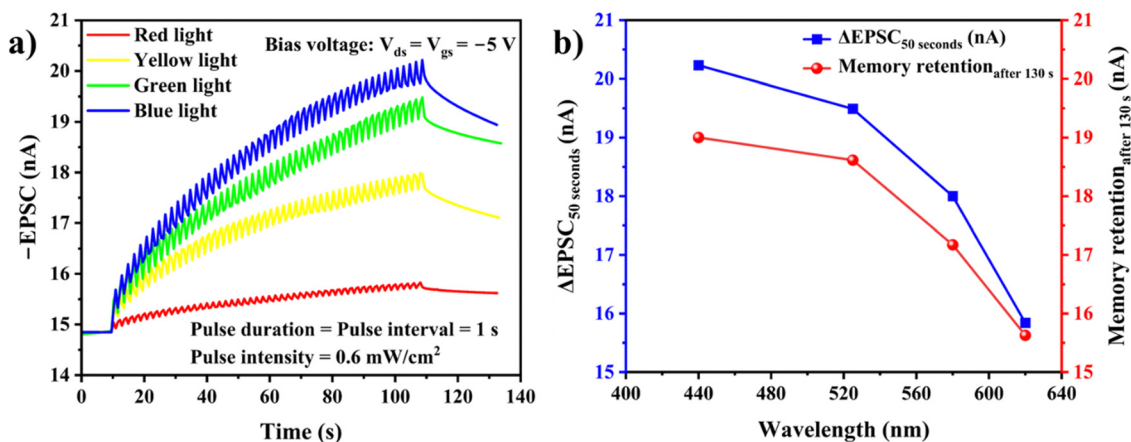 a)
21
20
19
18
17
16
15
14
−EPSC (nA)
Red light
Yellow light
Green light
Blue light
Bias voltage: Vds = Vgs = −5 V
Pulse duration = Pulse interval = 1 s
Pulse intensity = 0.6 mW/cm²
0 20 40 60 80 100 120 140
Time (s)
b)
21
20
19
18
17
16
15
ΔEPSC50 seconds (nA)
ΔEPSC50 seconds (nA)
Memory retentionafter 130 s
21
20
19
18
17
16
15
Memory retentionafter 130 s (nA)
400 440 480 520 560 600 640
Wavelength (nm)